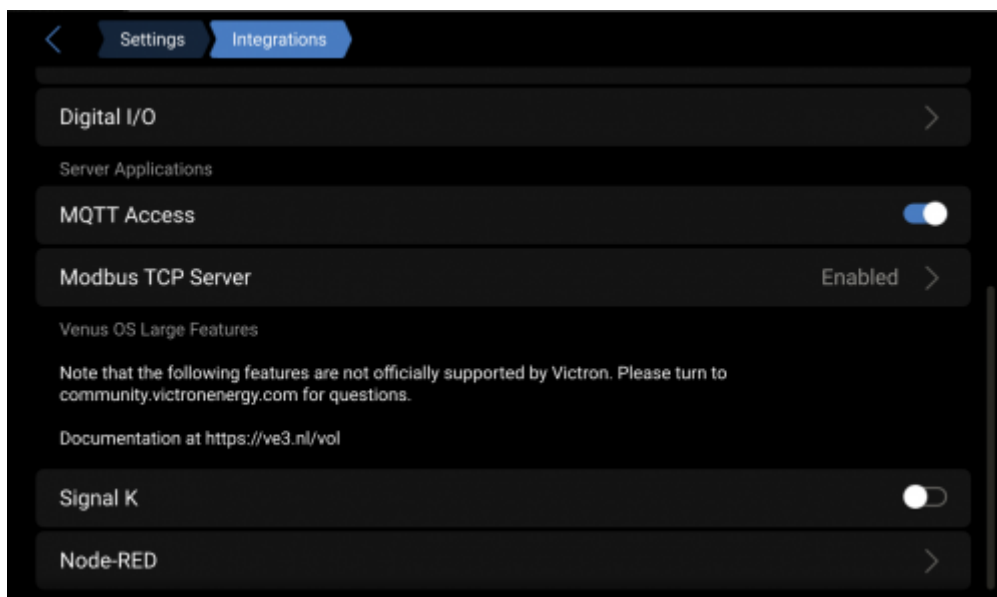 Settings
Integrations
Digital I/O
Server Applications
MQTT Access
Modbus TCP Server Enabled
Venus OS Large Features
Note that the following features are not officially supported by Victron. Please turn to
community.victronenergy.com for questions.
Documentation at https://ve3.nl/vol
Signal K
Node-RED